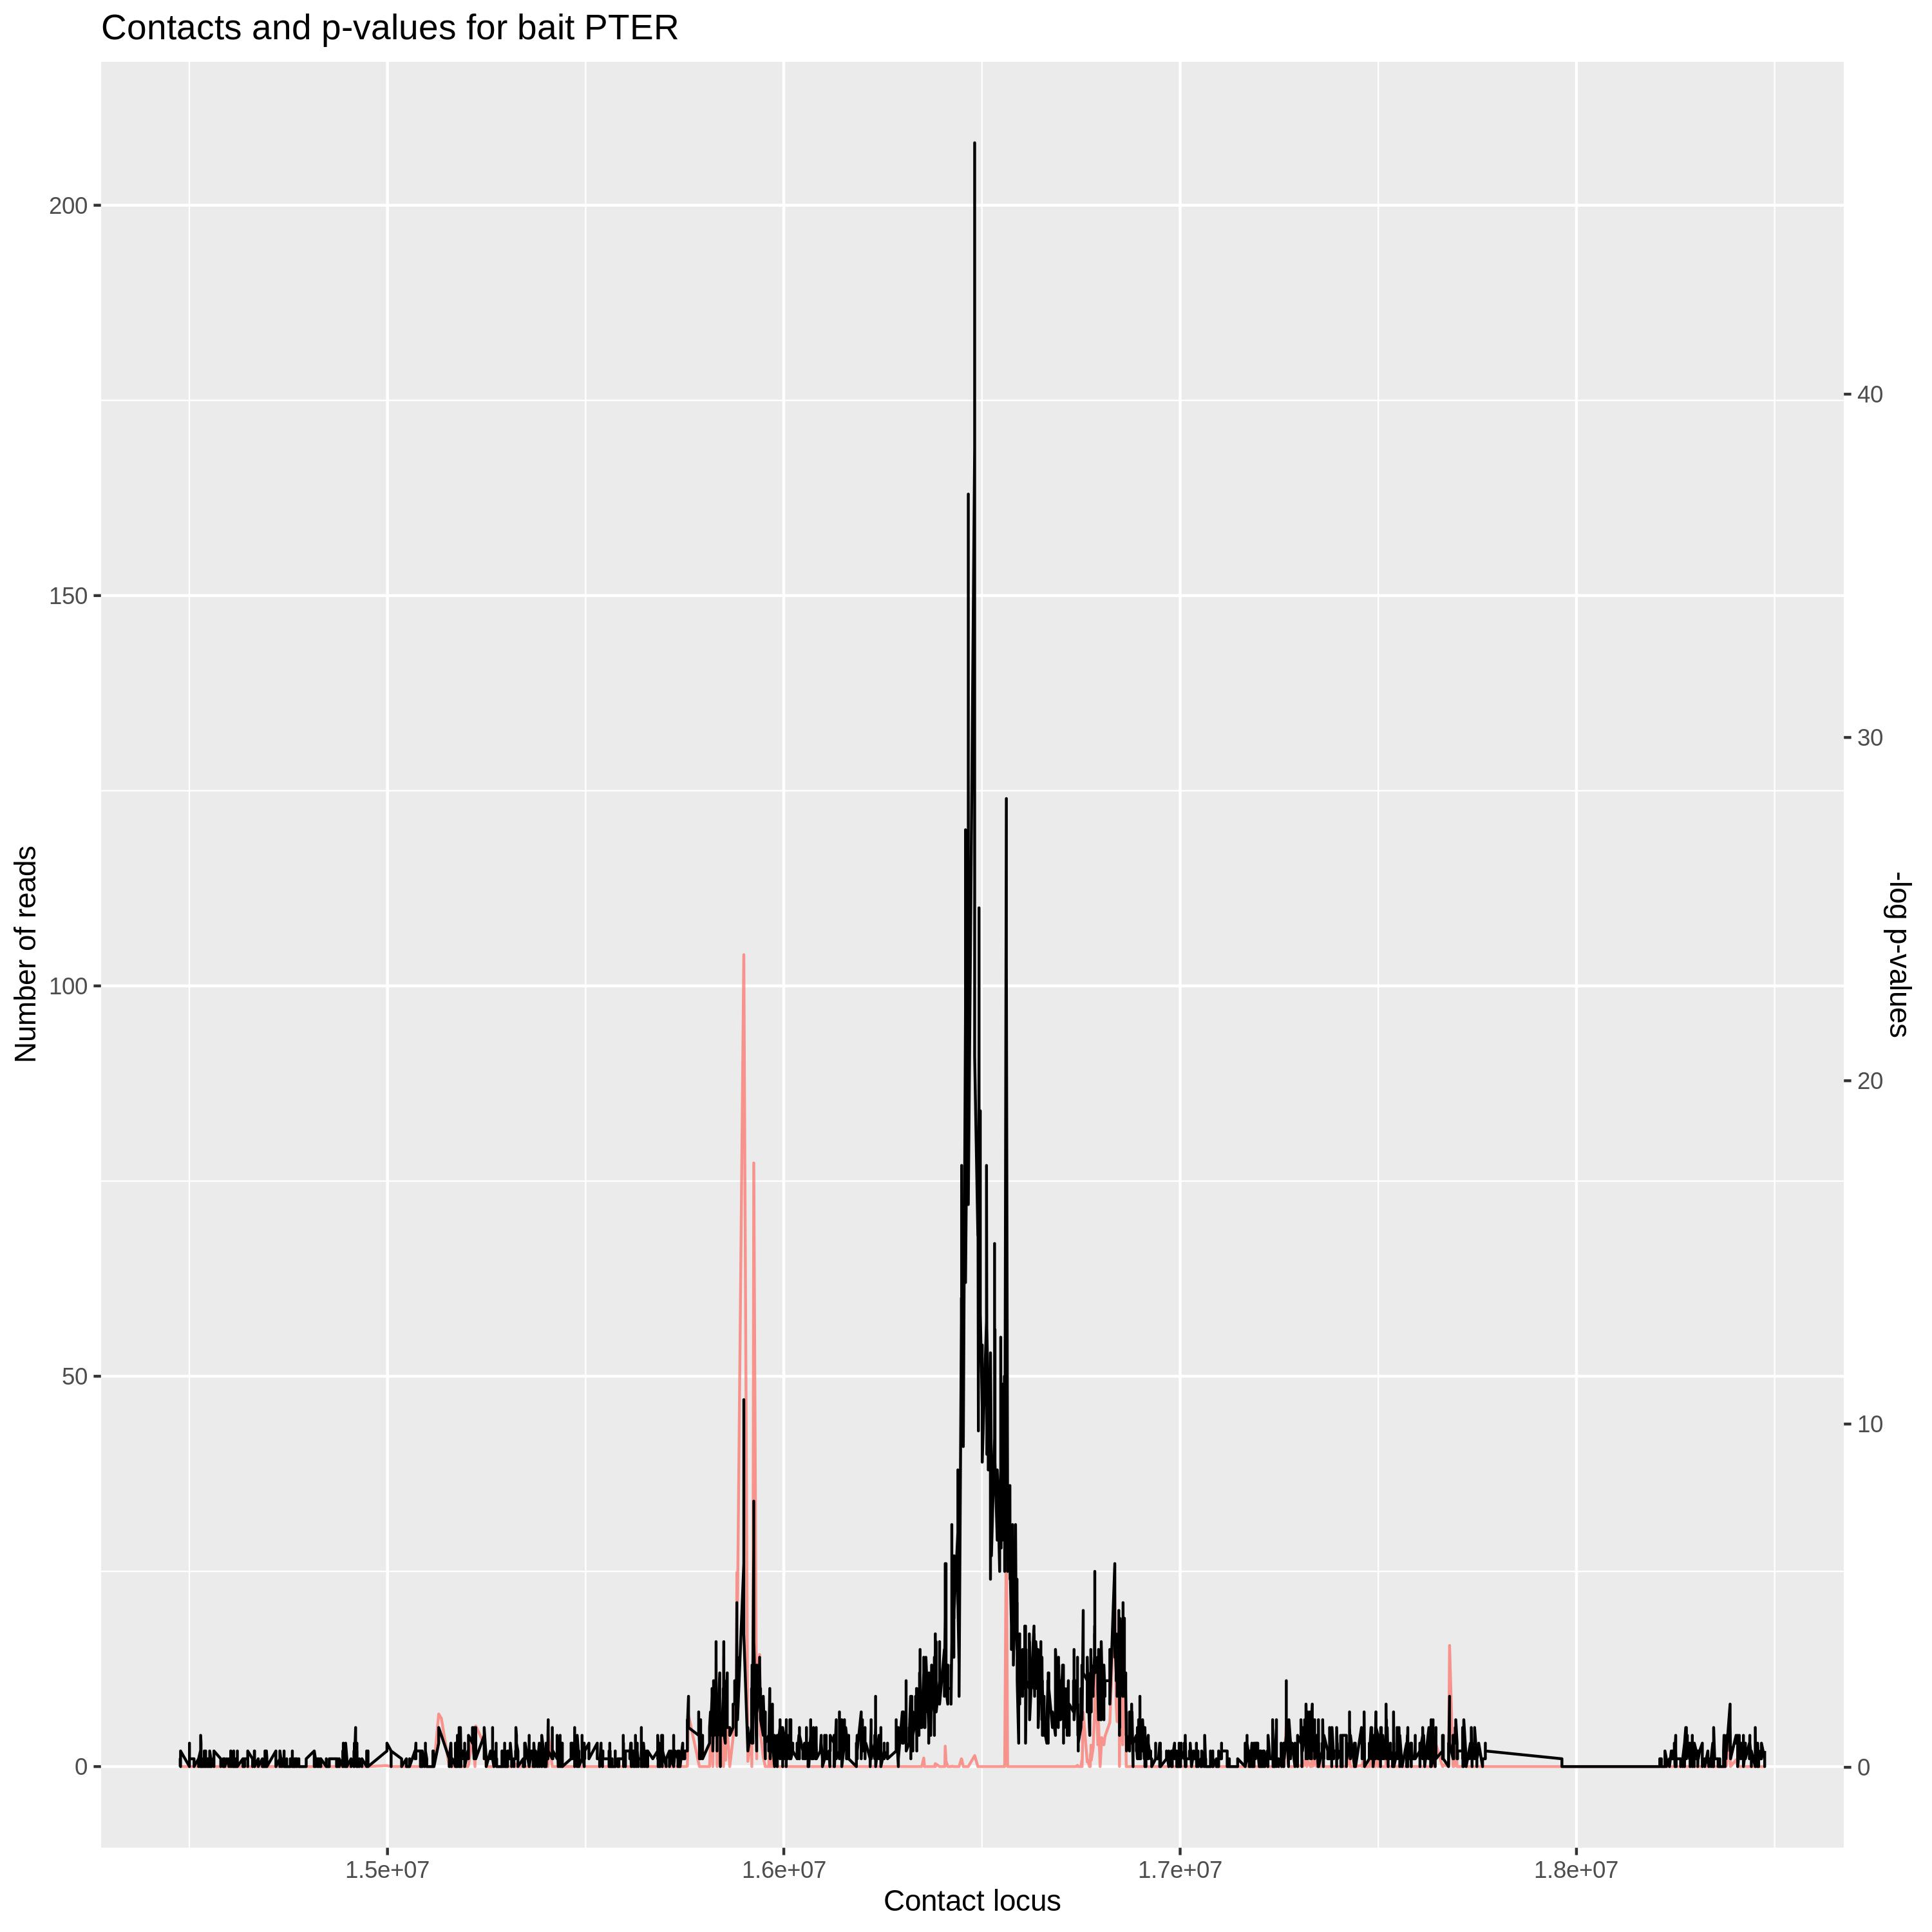 Contacts and p-values for bait PTER
200
150
100
50
0
Number of reads
40
30
20
10
0
-log p-values
1.5e+07 1.6e+07 1.7e+07 1.8e+07
Contact locus